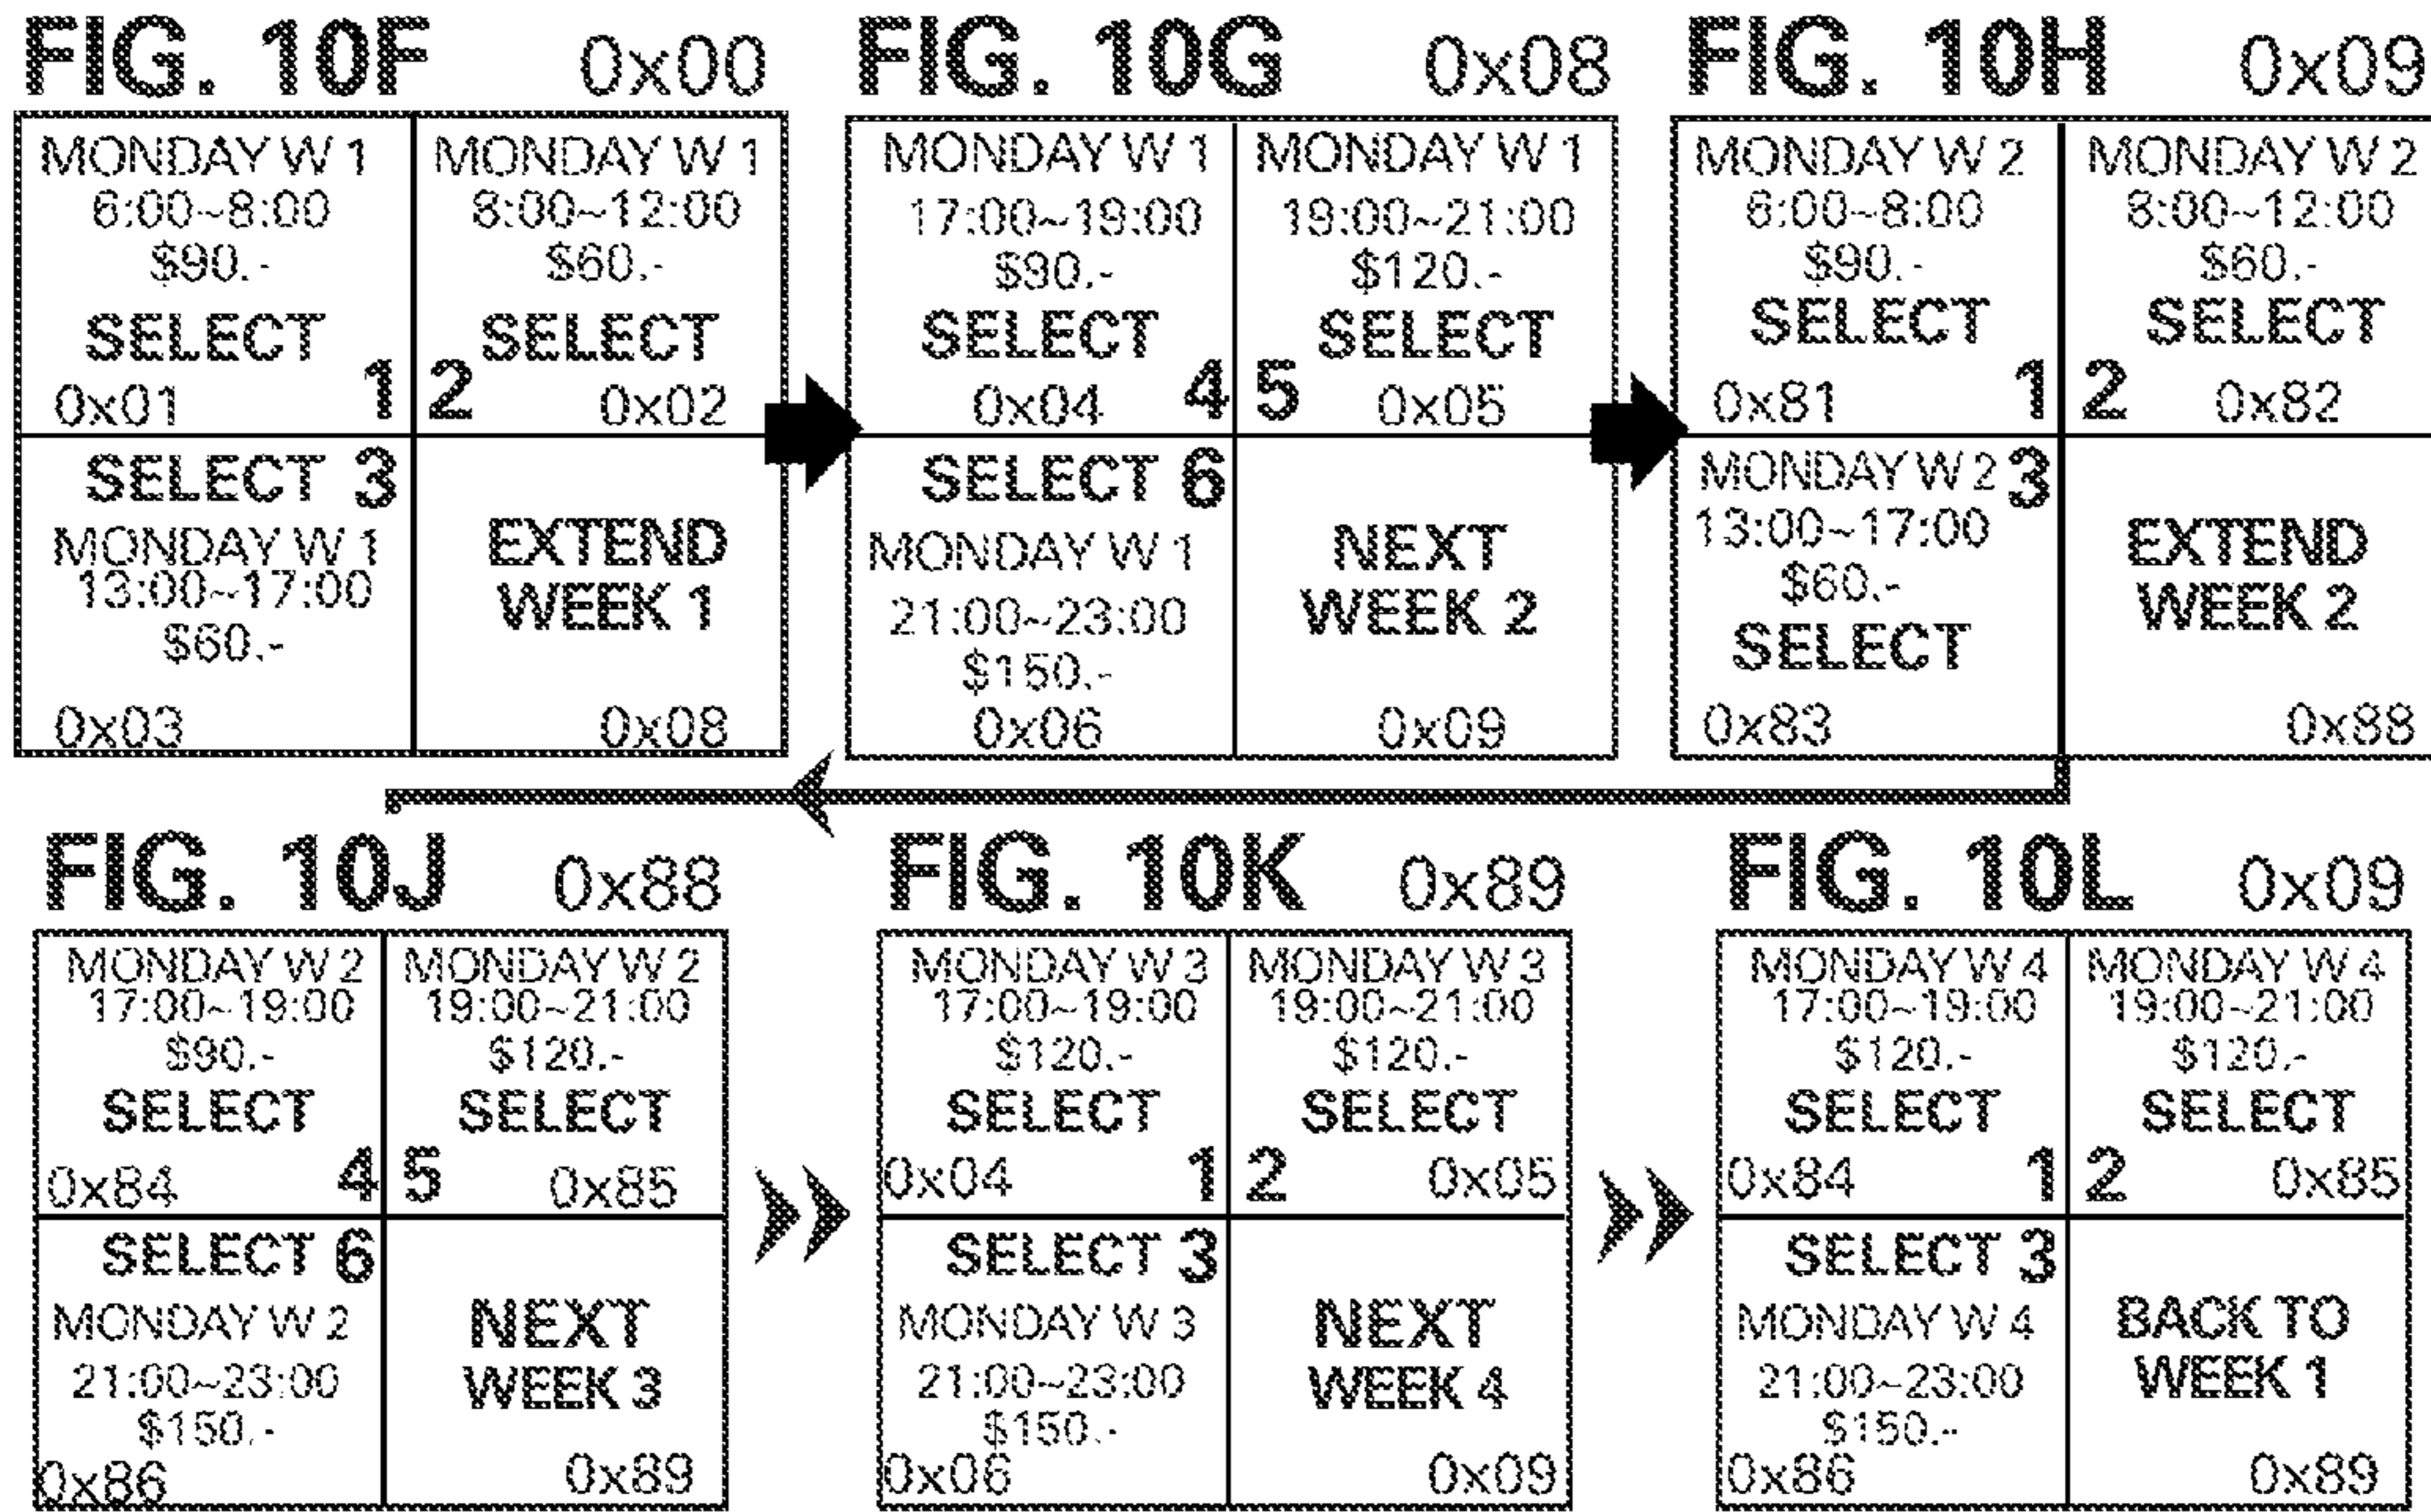 FIG. 10F 0x00
MONDAY W 1
6:00~8:00
$90.-
SELECT
0x01 1
MONDAY W 1
8:00~12:00
$60.-
SELECT
2 0x02
SELECT 3
MONDAY W 1
13:00~17:00
$60.-
0x03
EXTEND
WEEK 1
0x08
FIG. 10G 0x08
MONDAY W 1
17:00~19:00
$90.-
SELECT
0x04 4
MONDAY W 1
19:00~21:00
$120.-
SELECT
5 0x05
SELECT 6
MONDAY W 1
21:00~23:00
$150.-
0x06
NEXT
WEEK 2
0x09
FIG. 10H 0x09
MONDAY W 2
6:00~8:00
$90.-
SELECT
0x81 1
MONDAY W 2
8:00~12:00
$60.-
SELECT
2 0x82
MONDAY W 2 3
13:00~17:00
$60.-
SELECT
0x83
EXTEND
WEEK 2
0x88
FIG. 10J 0x88
MONDAY W 2
17:00~19:00
$90.-
SELECT
0x84 4
MONDAY W 2
19:00~21:00
$120.-
SELECT
5 0x85
SELECT 6
MONDAY W 2
21:00~23:00
$150.-
0x86
NEXT
WEEK 3
0x89
FIG. 10K 0x89
MONDAY W 3
17:00~19:00
$120.-
SELECT
0x04 1
MONDAY W 3
19:00~21:00
$120.-
SELECT
2 0x05
SELECT 3
MONDAY W 3
21:00~23:00
$150.-
0x06
NEXT
WEEK 4
0x09
FIG. 10L 0x09
MONDAY W 4
17:00~19:00
$120.-
SELECT
0x84 1
MONDAY W 4
19:00~21:00
$120.-
SELECT
2 0x85
SELECT 3
MONDAY W 4
21:00~23:00
$150.-
0x86
BACK TO
WEEK 1
0x89